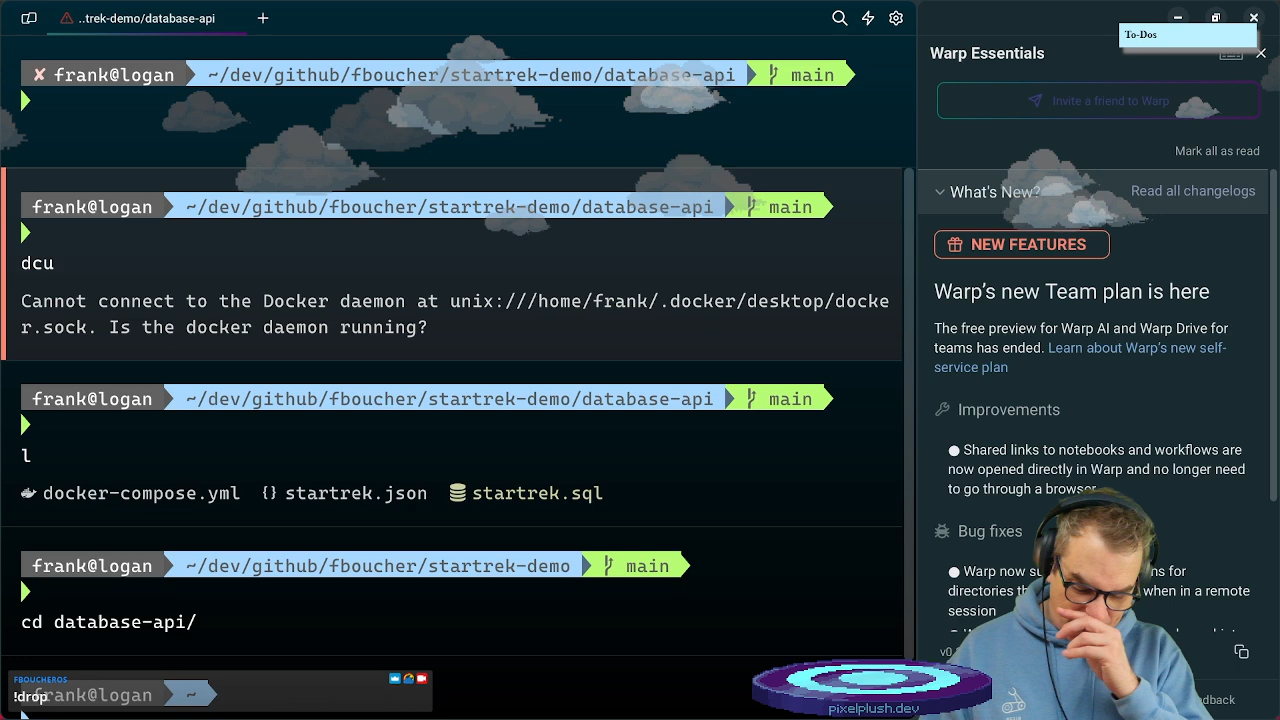 ..trek-demo/database-api
To-Dos
Warp Essentials
✘ frank@logan ~/dev/github/fboucher/startrek-demo/database-api main
Invite a friend to Warp
Mark all as read
What's New?
Read all changelogs
frank@logan ~/dev/github/fboucher/startrek-demo/database-api main
dcu
Cannot connect to the Docker daemon at unix:///home/frank/.docker/desktop/docke
r.sock. Is the docker daemon running?
NEW FEATURES
Warp’s new Team plan is here
The free preview for Warp AI and Warp Drive for
teams has ended. Learn about Warp’s new self-
service plan
Improvements
Shared links to notebooks and workflows are
now opened directly in Warp and no longer need
to go through a browser
Bug fixes
Warp now for
directories when in a remote
session
frank@logan ~/dev/github/fboucher/startrek-demo/database-api main
l
docker-compose.yml {} startrek.json startrek.sql
frank@logan ~/dev/github/fboucher/startrek-demo main
cd database-api/
FBOUCHEROS
!drop
frank@logan ~
pixelplush.dev